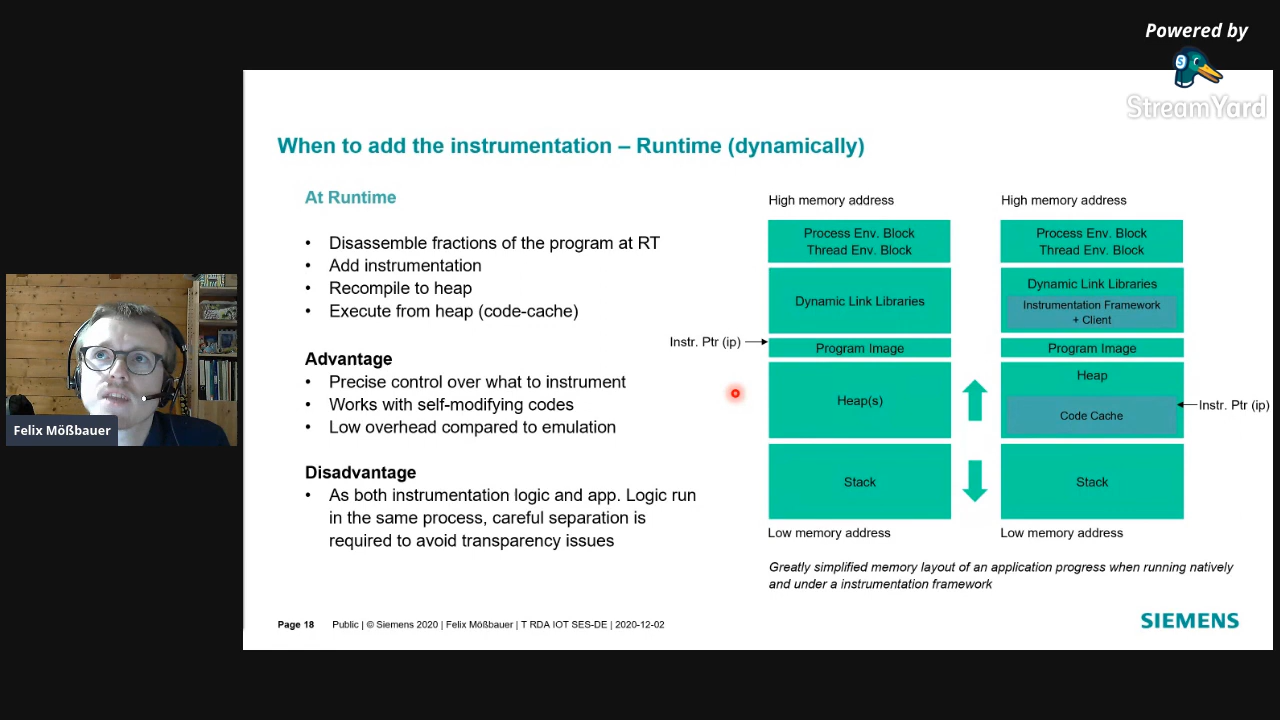 Powered by
StreamYard
When to add the instrumentation – Runtime (dynamically)
At Runtime
• Disassemble fractions of the program at RT
• Add instrumentation
• Recompile to heap
• Execute from heap (code-cache)
Advantage
• Precise control over what to instrument
• Works with self-modifying codes
• Low overhead compared to emulation
Disadvantage
• As both instrumentation logic and app. Logic run
in the same process, careful separation is
required to avoid transparency issues
High memory address
Process Env. Block
Thread Env. Block
Dynamic Link Libraries
Instr. Ptr (ip)
Program Image
Heap(s)
Stack
Low memory address
High memory address
Process Env. Block
Thread Env. Block
Dynamic Link Libraries
Instrumentation Framework
+ Client
Program Image
Heap
Code Cache
Instr. Ptr (ip)
Stack
Low memory address
Greatly simplified memory layout of an application progress when running natively
and under a instrumentation framework
Felix Mößbauer
Page 18 Public | © Siemens 2020 | Felix Mößbauer | T RDA IOT SES-DE | 2020-12-02
SIEMENS